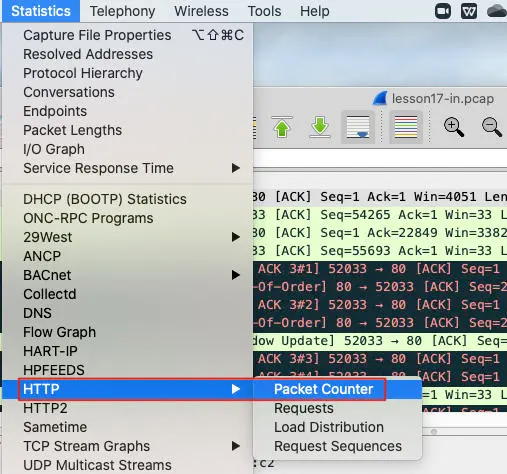 Statistics Telephony Wireless Tools Help
Capture File Properties ⌥⇧⌘C
Resolved Addresses
Protocol Hierarchy
Conversations
Endpoints
Packet Lengths
I/O Graph
Service Response Time
DHCP (BOOTP) Statistics
ONC-RPC Programs
29West
ANCP
BACnet
Collectd
DNS
Flow Graph
HART-IP
HPFEEDS
HTTP
HTTP2
Sametime
TCP Stream Graphs
UDP Multicast Streams
Packet Counter
Requests
Load Distribution
Request Sequences
lesson17-in.pcap
80 [ACK] Seq=1 Ack=1 Win=4051 Len
33 [ACK] Seq=54265 Ack=1 Win=33 L
80 [ACK] Seq=1 Ack=22849 Win=3382
33 [ACK] Seq=55693 Ack=1 Win=33 L
ACK 3#1] 52033 → 80 [ACK] Seq=1
-Of-Order] 80 → 52033 [ACK] Seq=2
ACK 3#2] 52033 → 80 [ACK] Seq=1
-Of-Order] 80 → 52033 [ACK] Seq=2
dow Update] 52033 → 80 [ACK] Seq=
ACK 3#3] 52033 → 80 [ACK] Seq=1
:c2